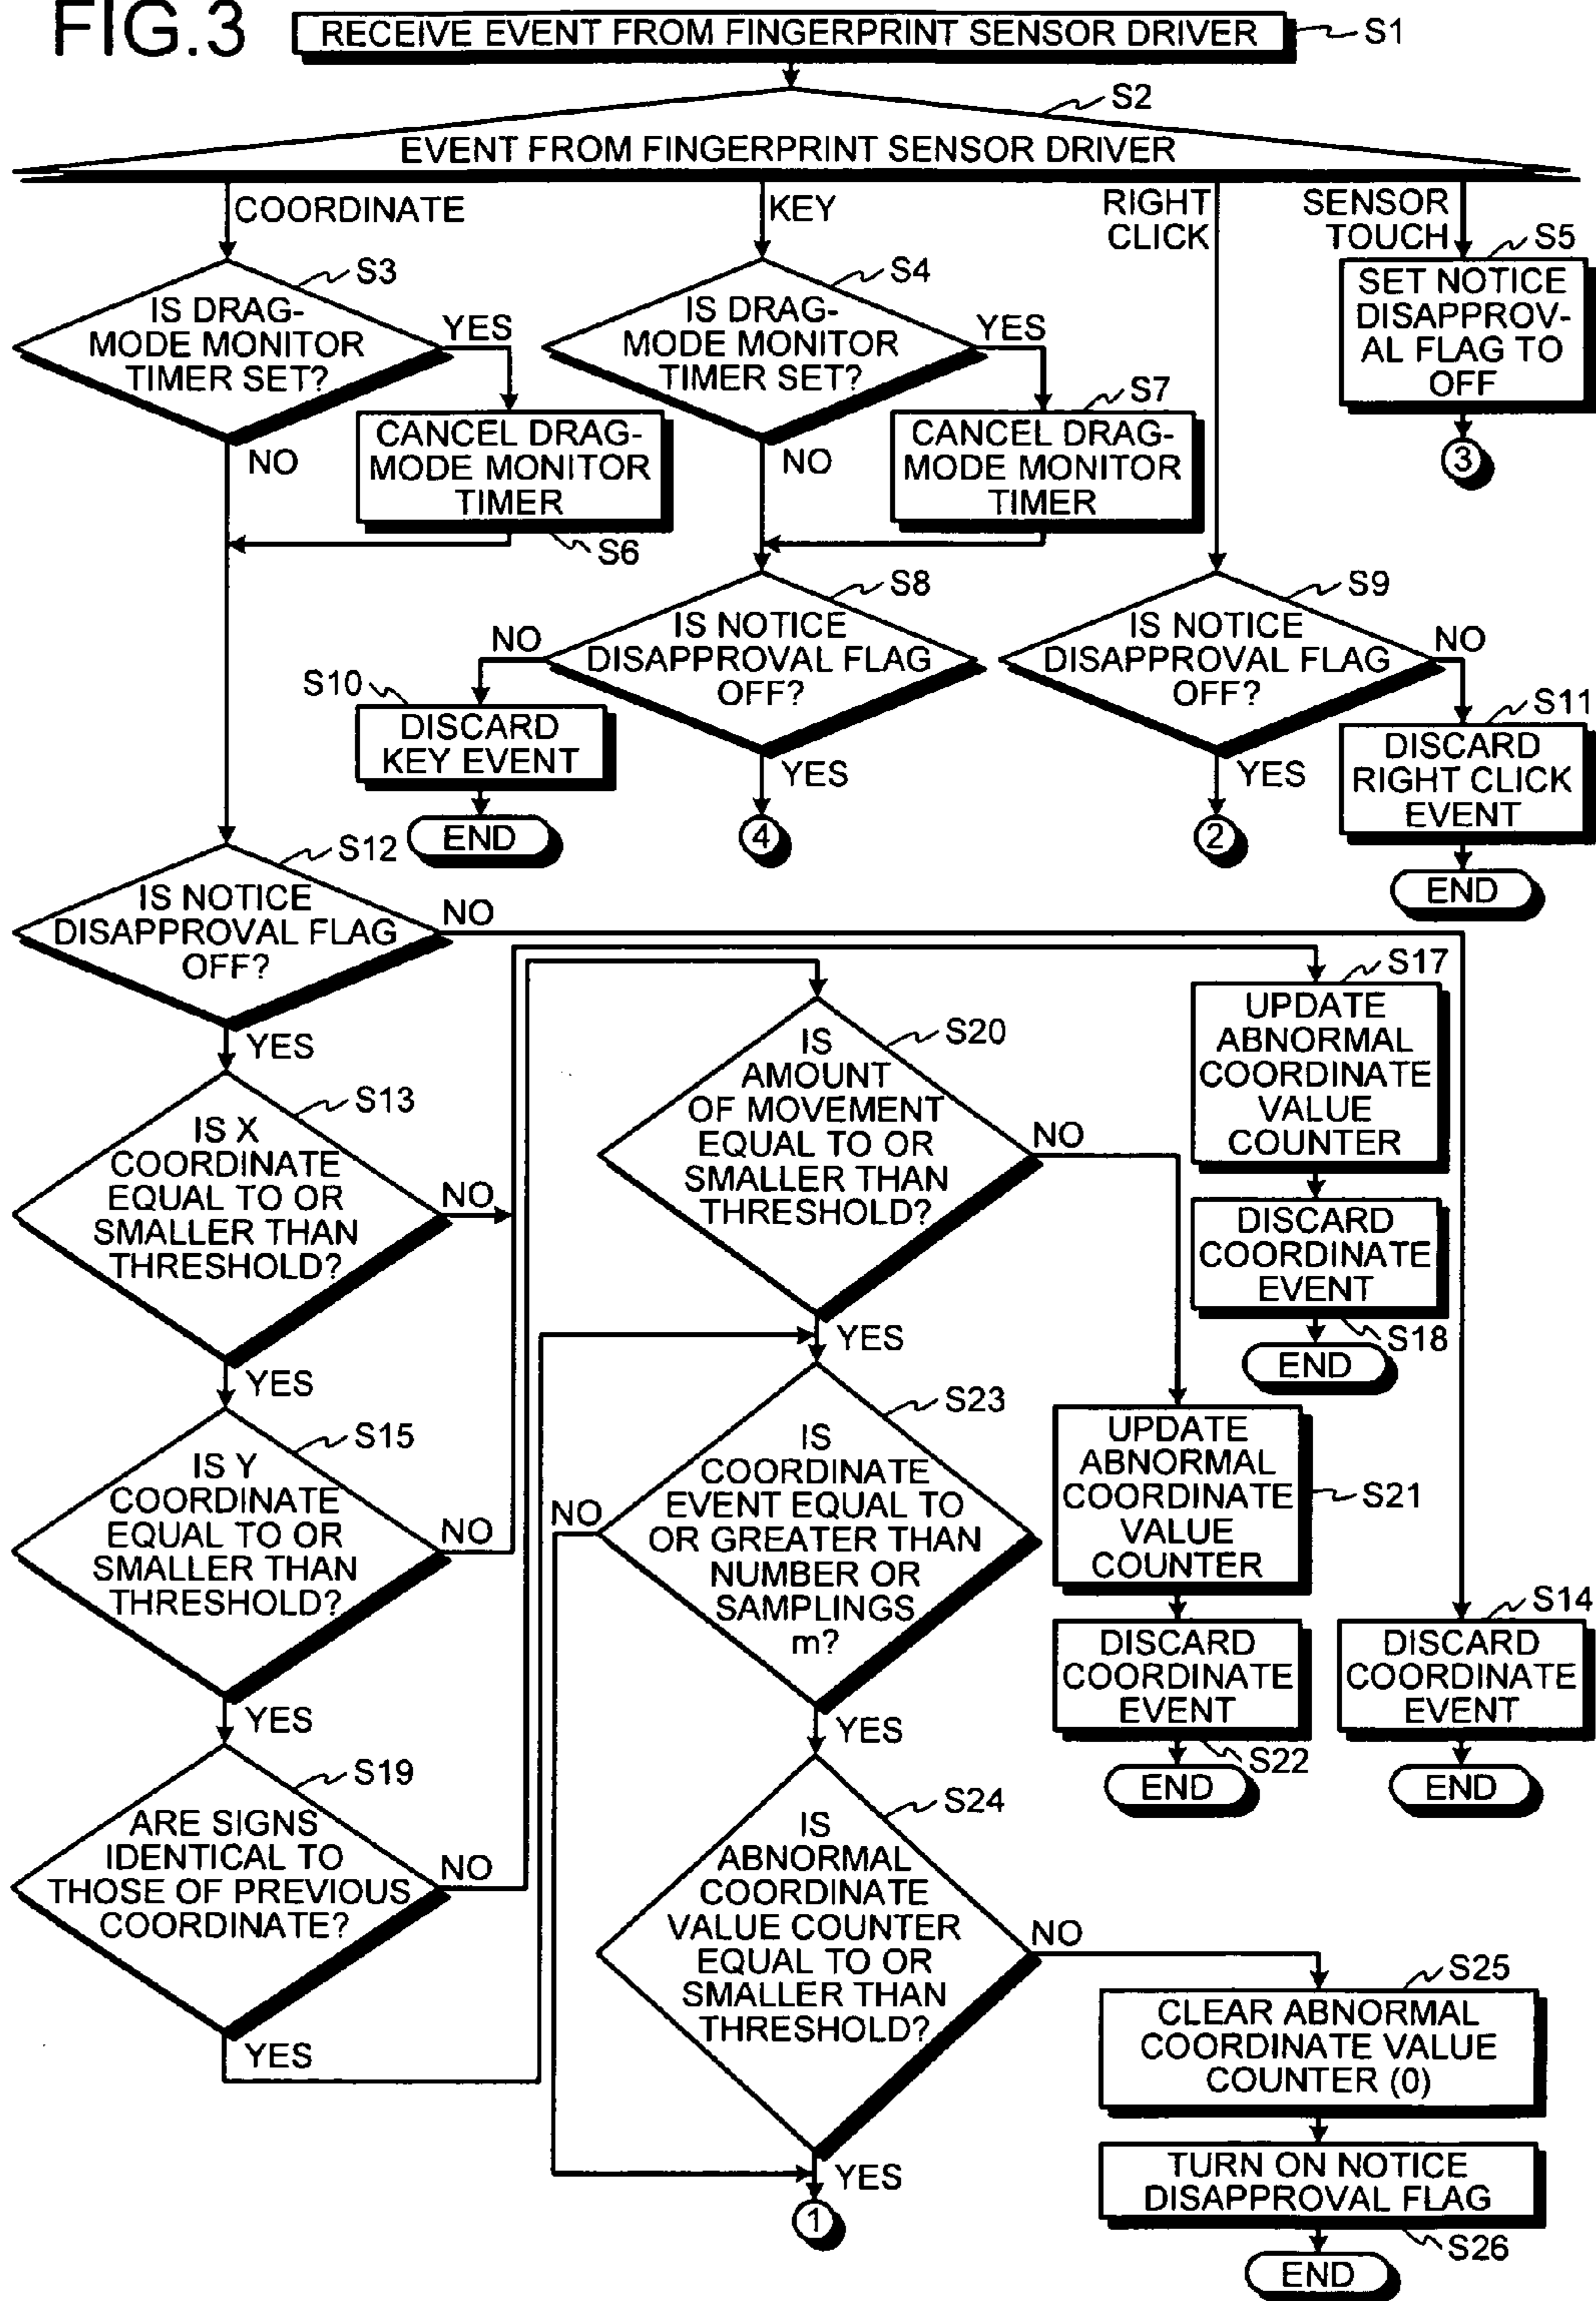 FIG.3
RECEIVE EVENT FROM FINGERPRINT SENSOR DRIVER
S1
S2
EVENT FROM FINGERPRINT SENSOR DRIVER
COORDINATE
KEY
RIGHT
CLICK
SENSOR
TOUCH
S3
IS DRAG-
MODE MONITOR
TIMER SET?
YES
NO
S4
IS DRAG-
MODE MONITOR
TIMER SET?
YES
NO
S5
SET NOTICE
DISAPPROV-
AL FLAG TO
OFF
3
CANCEL DRAG-
MODE MONITOR
TIMER
S6
S7
CANCEL DRAG-
MODE MONITOR
TIMER
S8
IS NOTICE
DISAPPROVAL FLAG
OFF?
NO
YES
4
S9
IS NOTICE
DISAPPROVAL FLAG
OFF?
NO
YES
2
S10
DISCARD
KEY EVENT
END
S11
DISCARD
RIGHT CLICK
EVENT
END
S12
IS NOTICE
DISAPPROVAL FLAG
OFF?
NO
YES
S13
IS X
COORDINATE
EQUAL TO OR
SMALLER THAN
THRESHOLD?
NO
YES
S15
IS Y
COORDINATE
EQUAL TO OR
SMALLER THAN
THRESHOLD?
NO
YES
S19
ARE SIGNS
IDENTICAL TO
THOSE OF PREVIOUS
COORDINATE?
NO
YES
S20
IS
AMOUNT
OF MOVEMENT
EQUAL TO OR
SMALLER THAN
THRESHOLD?
NO
YES
S23
IS
COORDINATE
EVENT EQUAL TO
OR GREATER THAN
NUMBER OR
SAMPLINGS
m?
NO
YES
S24
IS
ABNORMAL
COORDINATE
VALUE COUNTER
EQUAL TO OR
SMALLER THAN
THRESHOLD?
NO
YES
1
S17
UPDATE
ABNORMAL
COORDINATE
VALUE
COUNTER
DISCARD
COORDINATE
EVENT
S18
END
UPDATE
ABNORMAL
COORDINATE
VALUE
COUNTER
S21
DISCARD
COORDINATE
EVENT
S22
END
S14
DISCARD
COORDINATE
EVENT
END
S25
CLEAR ABNORMAL
COORDINATE VALUE
COUNTER (0)
TURN ON NOTICE
DISAPPROVAL FLAG
S26
END